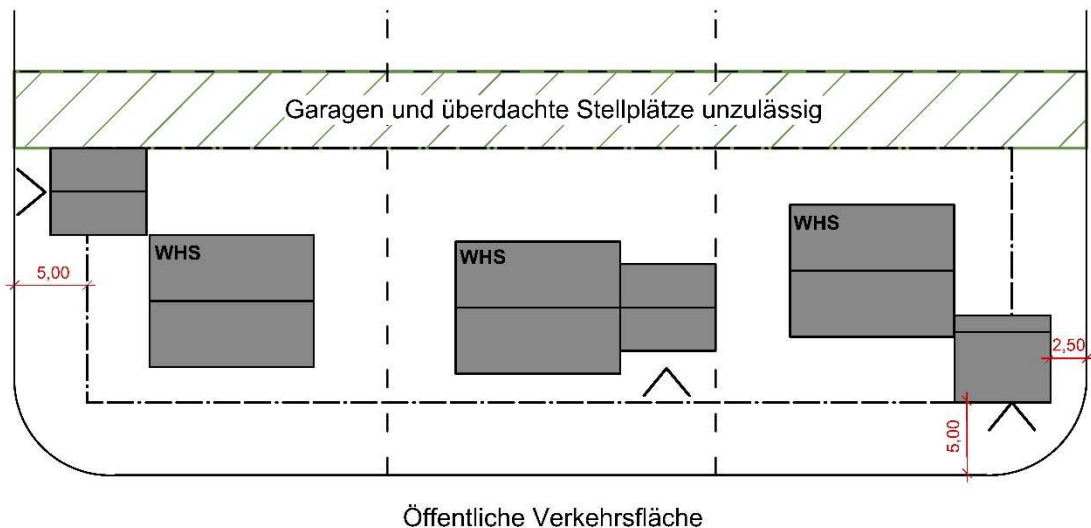 Garagen und überdachte Stellplätze unzulässig
WHS
WHS
WHS
5,00
2,50
5,00
Öffentliche Verkehrsfläche